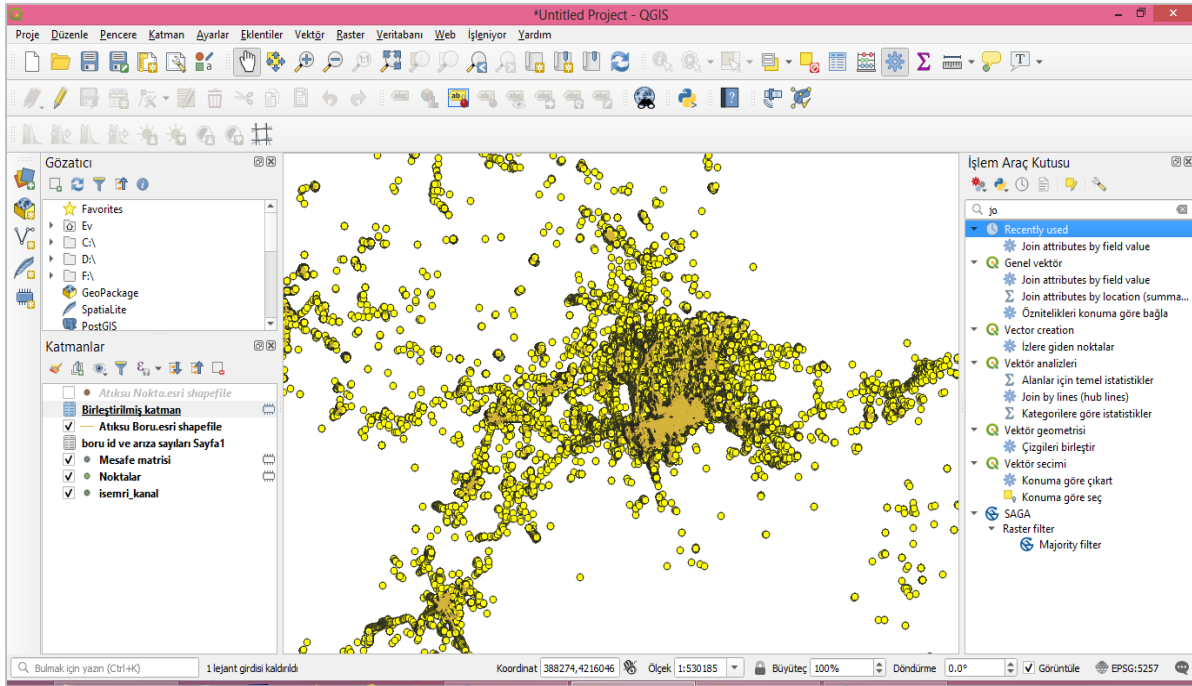 *Untitled Project - QGIS
Proje Düzenle Pencere Katman Ayarlar Eklentiler Vektör Raster Veritabanı Web İşleniyor Yardım
Gözatıcı
Favorites
Ev
C:\
D:\
F:\
GeoPackage
SpatiaLite
PostGIS
Katmanlar
Atıksu Nokta.esri shapefile
Birleştirilmiş katman
Atıksu Boru.esri shapefile
boru id ve arıza sayıları Sayfa1
Mesafe matrisi
Noktalar
isemri_kanal
İşlem Araç Kutusu
jo
Recently used
Join attributes by field value
Genel vektör
Join attributes by field value
Join attributes by location (summa...
Öznitelikleri konuma göre bağla
Vector creation
İzlere giden noktalar
Vektör analizleri
Alanlar için temel istatistikler
Join by lines (hub lines)
Kategorilere göre istatistikler
Vektör geometrisi
Çizgileri birleştir
Vektör secimi
Konuma göre çıkart
Konuma göre seç
SAGA
Raster filter
Majority filter
Bulmak için yazın (Ctrl+K) 1 lejant girdisi kaldırıldı Koordinat 388274,4216046 Ölçek 1:530185 Büyüteç 100% Döndürme 0.0° Görüntüle EPSG:5257